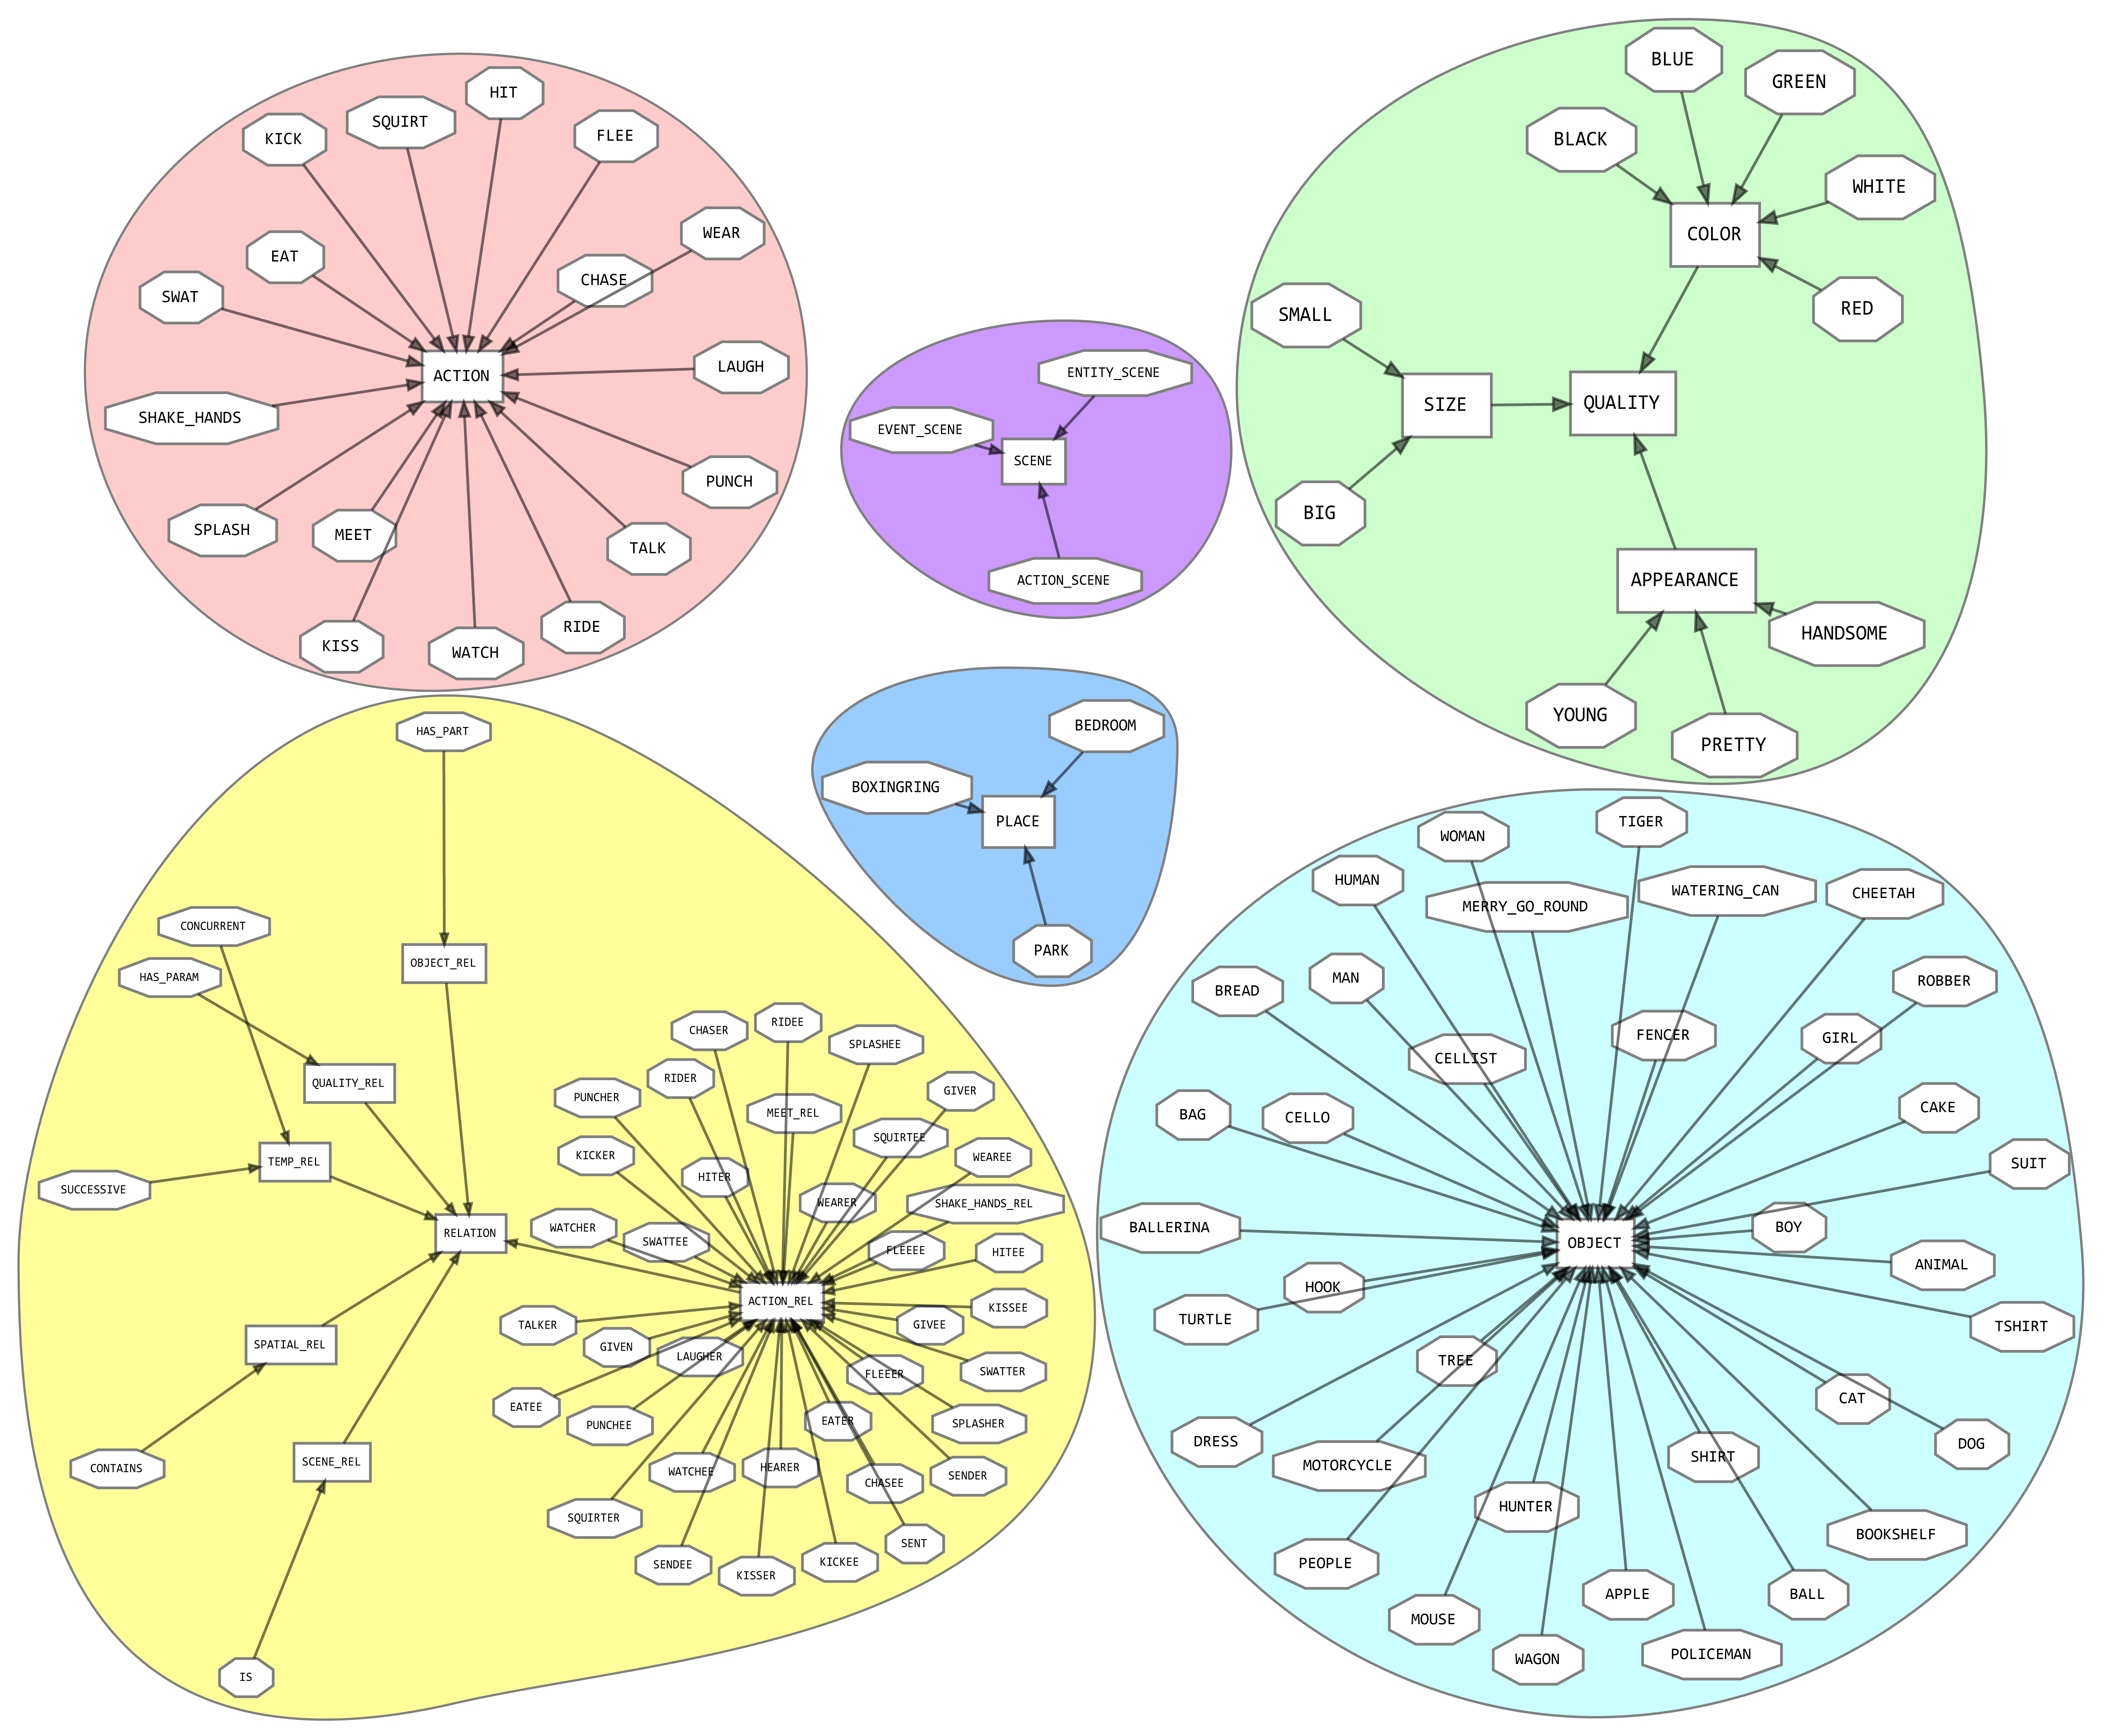 HIT
SQUIRT
KICK
FLEE
WEAR
EAT
CHASE
SWAT
LAUGH
ACTION
SHAKE_HANDS
PUNCH
SPLASH
MEET
TALK
RIDE
KISS
WATCH
ENTITY_SCENE
EVENT_SCENE
SCENE
ACTION_SCENE
BLUE
GREEN
BLACK
WHITE
COLOR
RED
SMALL
SIZE
QUALITY
BIG
APPEARANCE
HANDSOME
YOUNG
PRETTY
BEDROOM
BOXINGRING
PLACE
PARK
HAS_PART
CONCURRENT
OBJECT_REL
HAS_PARAM
QUALITY_REL
TEMP_REL
SUCCESSIVE
RELATION
SPATIAL_REL
SCENE_REL
CONTAINS
IS
RIDEE
CHASER
SPLASHEE
RIDER
GIVER
PUNCHER
MEET_REL
SQUIRTEE
KICKER
WEAREE
HITER
WEARER
SHAKE_HANDS_REL
WATCHER
SWATTEE
FLEEEE
HITEE
ACTION_REL
KISSEE
TALKER
GIVEE
GIVEN
LAUGHER
SWATTER
FLEEER
EATEE
EATER
SPLASHER
PUNCHEE
WATCHEE
HEARER
SENDER
CHASEE
SQUIRTER
SENT
KICKEE
SENDEE
KISSER
TIGER
WOMAN
HUMAN
WATERING_CAN
CHEETAH
MERRY_GO_ROUND
MAN
ROBBER
BREAD
FENCER
GIRL
CELLIST
CAKE
BAG
CELLO
SUIT
BALLERINA
BOY
OBJECT
ANIMAL
HOOK
TURTLE
TSHIRT
TREE
CAT
DRESS
DOG
SHIRT
MOTORCYCLE
HUNTER
BOOKSHELF
PEOPLE
APPLE
BALL
MOUSE
POLICEMAN
WAGON